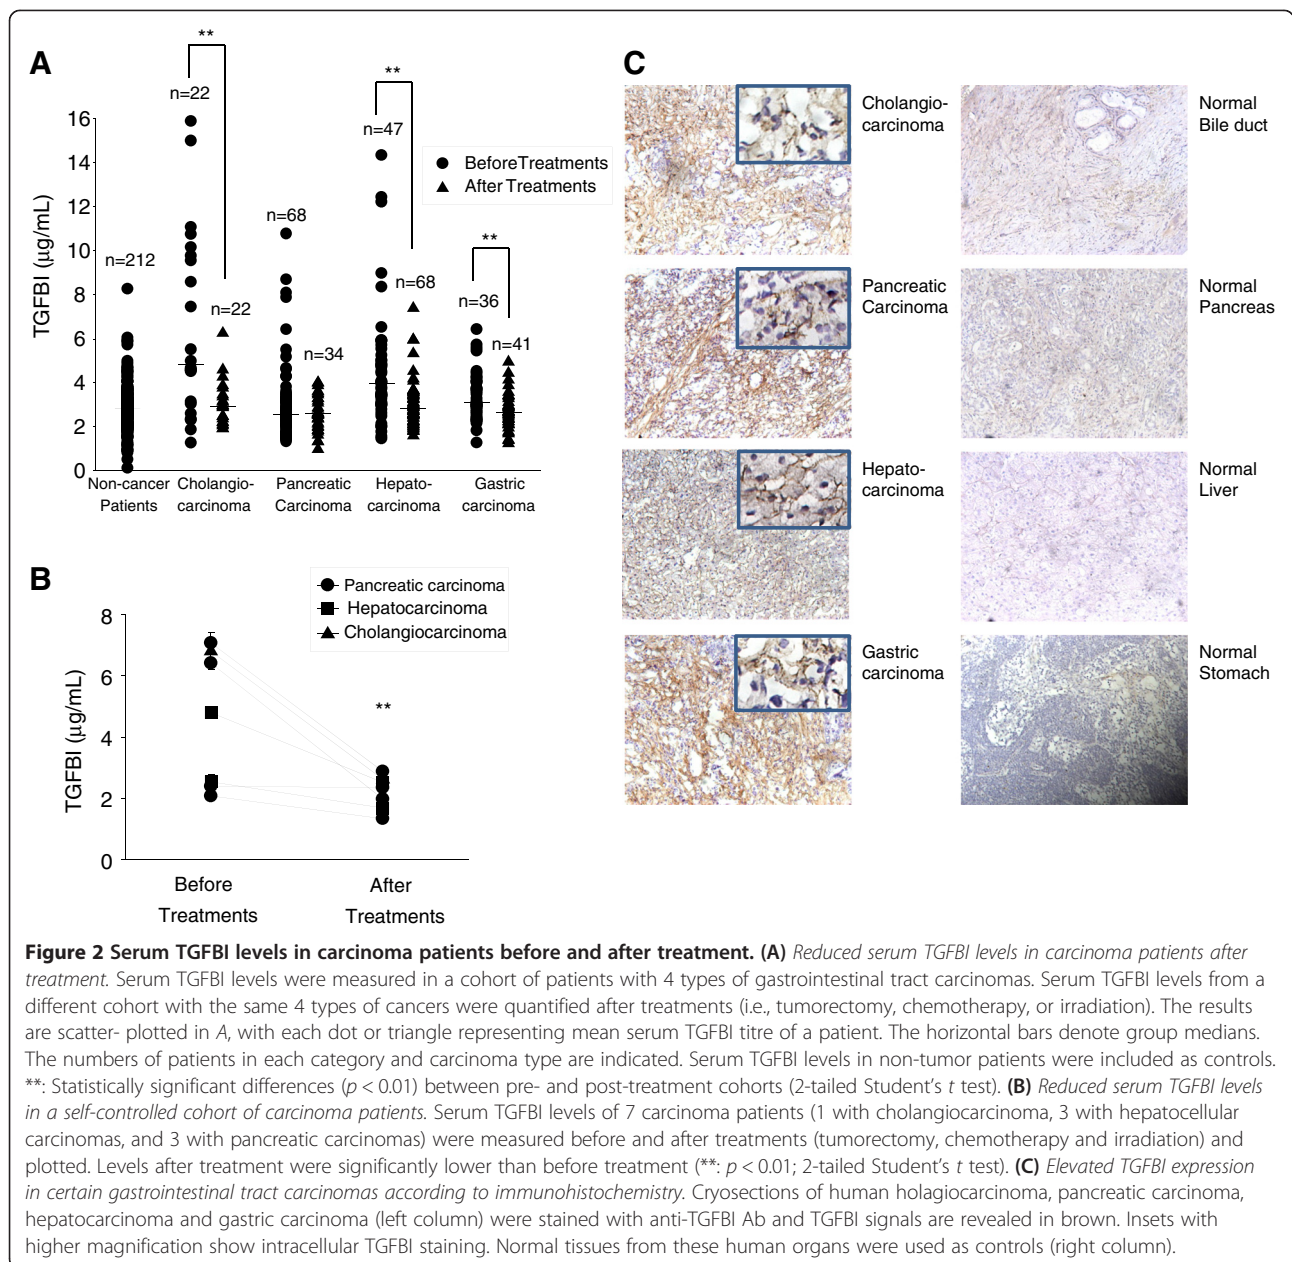 A
**
n=22
**
n=47
Before Treatments
After Treatments
TGFBI (μg/mL)
16
14
12
10
8
6
4
2
0
n=212
n=22
n=68
n=34
n=68
**
n=36
n=41
Non-cancer
Patients
Cholangio-
carcinoma
Pancreatic
Carcinoma
Hepato-
carcinoma
Gastric
carcinoma
B
Pancreatic carcinoma
Hepatocarcinoma
Cholangiocarcinoma
TGFBI (μg/mL)
8
6
4
2
0
**
Before
Treatments
After
Treatments
C
Cholangio-
carcinoma
Normal
Bile duct
Pancreatic
Carcinoma
Normal
Pancreas
Hepato-
carcinoma
Normal
Liver
Gastric
carcinoma
Normal
Stomach
Figure 2 Serum TGFBI levels in carcinoma patients before and after treatment. (A) Reduced serum TGFBI levels in carcinoma patients after
treatment. Serum TGFBI levels were measured in a cohort of patients with 4 types of gastrointestinal tract carcinomas. Serum TGFBI levels from a
different cohort with the same 4 types of cancers were quantified after treatments (i.e., tumorectomy, chemotherapy, or irradiation). The results
are scatter- plotted in A, with each dot or triangle representing mean serum TGFBI titre of a patient. The horizontal bars denote group medians.
The numbers of patients in each category and carcinoma type are indicated. Serum TGFBI levels in non-tumor patients were included as controls.
**: Statistically significant differences (p < 0.01) between pre- and post-treatment cohorts (2-tailed Student's t test). (B) Reduced serum TGFBI levels
in a self-controlled cohort of carcinoma patients. Serum TGFBI levels of 7 carcinoma patients (1 with cholangiocarcinoma, 3 with hepatocellular
carcinomas, and 3 with pancreatic carcinomas) were measured before and after treatments (tumorectomy, chemotherapy and irradiation) and
plotted. Levels after treatment were significantly lower than before treatment (**: p < 0.01; 2-tailed Student's t test). (C) Elevated TGFBI expression
in certain gastrointestinal tract carcinomas according to immunohistochemistry. Cryosections of human holagiocarcinoma, pancreatic carcinoma,
hepatocarcinoma and gastric carcinoma (left column) were stained with anti-TGFBI Ab and TGFBI signals are revealed in brown. Insets with
higher magnification show intracellular TGFBI staining. Normal tissues from these human organs were used as controls (right column).